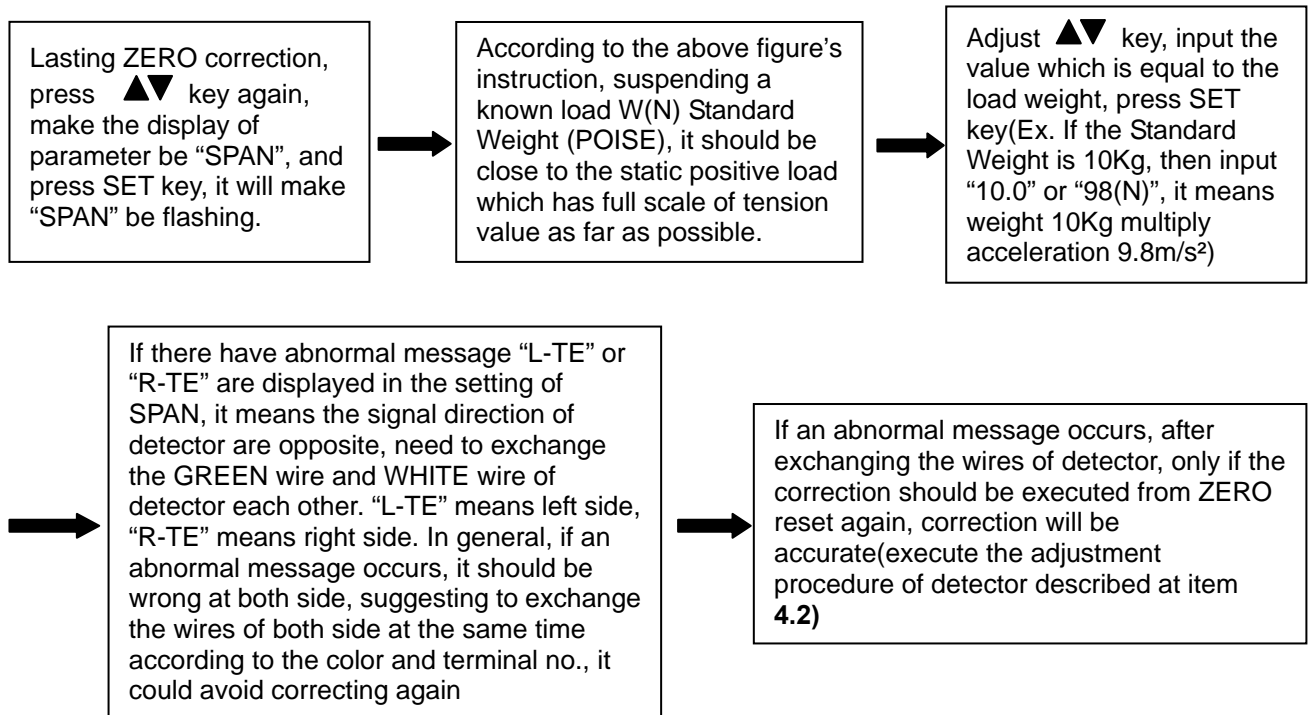 Lasting ZERO correction,
press ▲▼ key again,
make the display of
parameter be “SPAN”, and
press SET key, it will make
“SPAN” be flashing.
According to the above figure’s
instruction, suspending a
known load W(N) Standard
Weight (POISE), it should be
close to the static positive load
which has full scale of tension
value as far as possible.
Adjust ▲▼ key, input the
value which is equal to the
load weight, press SET
key(Ex. If the Standard
Weight is 10Kg, then input
“10.0” or “98(N)”, it means
weight 10Kg multiply
acceleration 9.8m/s²)
If there have abnormal message “L-TE” or
“R-TE” are displayed in the setting of
SPAN, it means the signal direction of
detector are opposite, need to exchange
the GREEN wire and WHITE wire of
detector each other. “L-TE” means left side,
“R-TE” means right side. In general, if an
abnormal message occurs, it should be
wrong at both side, suggesting to exchange
the wires of both side at the same time
according to the color and terminal no., it
could avoid correcting again
If an abnormal message occurs, after
exchanging the wires of detector, only if the
correction should be executed from ZERO
reset again, correction will be
accurate(execute the adjustment
procedure of detector described at item
4.2)